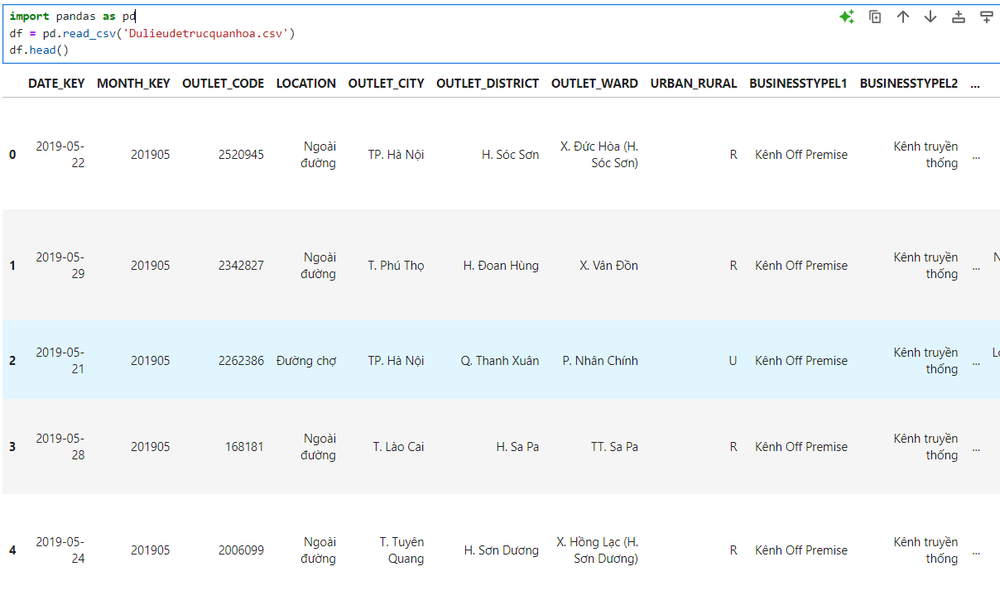 import pandas as pd
df = pd.read_csv('Dulieudetrucquanhoa.csv')
df.head()
DATE_KEY MONTH_KEY OUTLET_CODE LOCATION OUTLET_CITY OUTLET_DISTRICT OUTLET_WARD URBAN_RURAL BUSINESSTYPEL1 BUSINESSTYPEL2 ...
0 2019-05-22 201905 2520945 Ngoài đường TP. Hà Nội H. Sóc Sơn X. Đức Hòa (H. Sóc Sơn) R Kênh Off Premise Kênh truyền thống ...
1 2019-05-29 201905 2342827 Ngoài đường T. Phú Thọ H. Đoan Hùng X. Vân Đồn R Kênh Off Premise Kênh truyền thống ...
2 2019-05-21 201905 2262386 Đường chợ TP. Hà Nội Q. Thanh Xuân P. Nhân Chính U Kênh Off Premise Kênh truyền thống ...
3 2019-05-28 201905 168181 Ngoài đường T. Lào Cai H. Sa Pa TT. Sa Pa R Kênh Off Premise Kênh truyền thống ...
4 2019-05-24 201905 2006099 Ngoài đường T. Tuyên Quang H. Sơn Dương X. Hồng Lạc (H. Sơn Dương) R Kênh Off Premise Kênh truyền thống ...